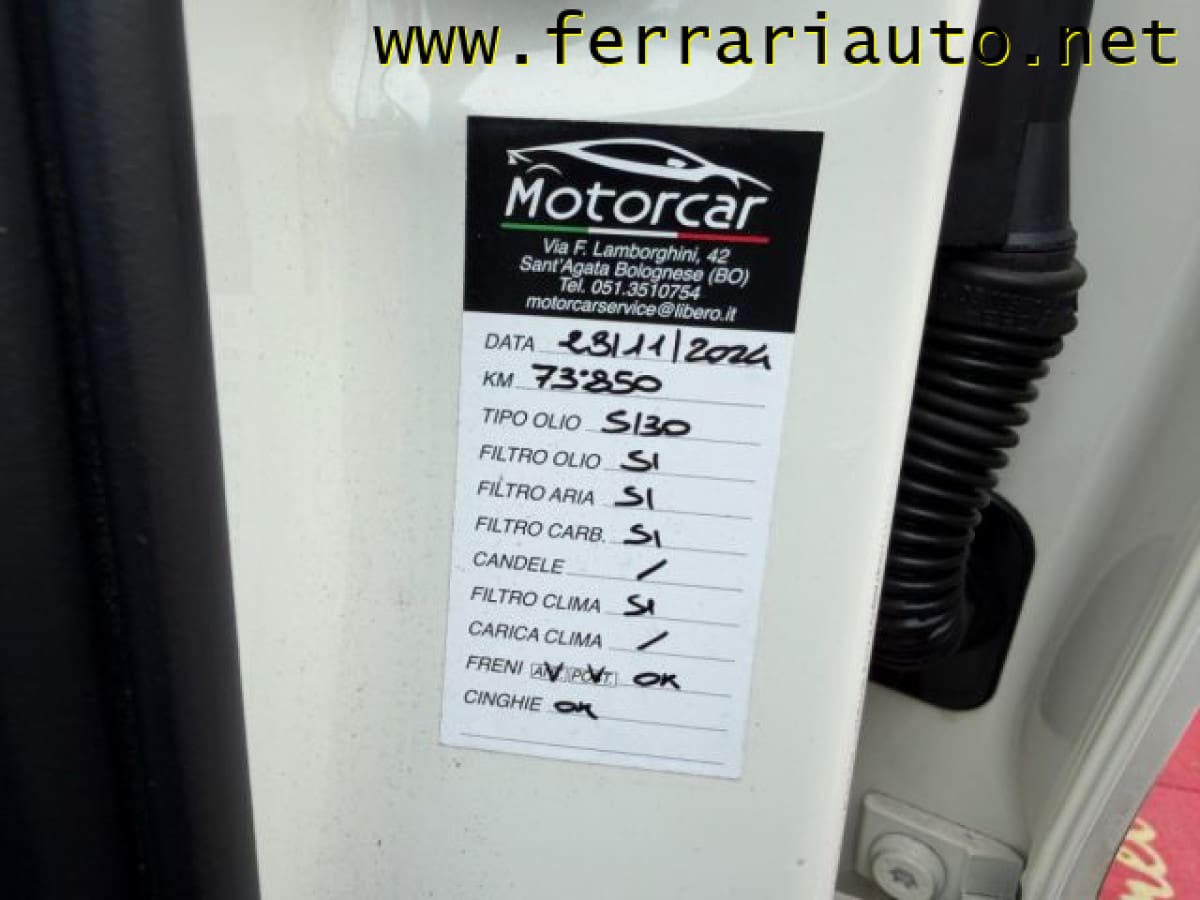 www.ferrariauto.net
Motorcar
Via F. Lamborghini, 42
Sant'Agata Bolognese (BO)
Tel. 051.3510754
motorcarservice@libero.it
DATA 23/11/2024
KM 73.850
TIPO OLIO 5/30
FILTRO OLIO SI
FILTRO ARIA SI
FILTRO CARB. SI
CANDELE /
FILTRO CLIMA SI
CARICA CLIMA /
FRENI ANT. V POST. V OK
CINGHIE OK